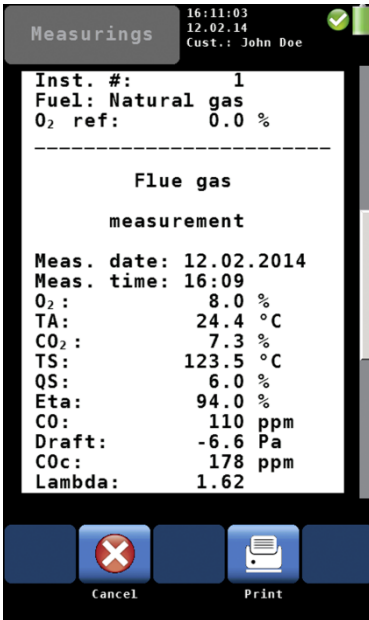 Measurings
16:11:03
12.02.14
Cust.: John Doe
Inst. #: 1
Fuel: Natural gas
O₂ ref: 0.0 %
Flue gas
measurement
Meas. date: 12.02.2014
Meas. time: 16:09
O₂: 8.0 %
TA: 24.4 °C
CO₂: 7.3 %
TS: 123.5 °C
QS: 6.0 %
Eta: 94.0 %
CO: 110 ppm
Draft: -6.6 Pa
COc: 178 ppm
Lambda: 1.62
Cancel Print